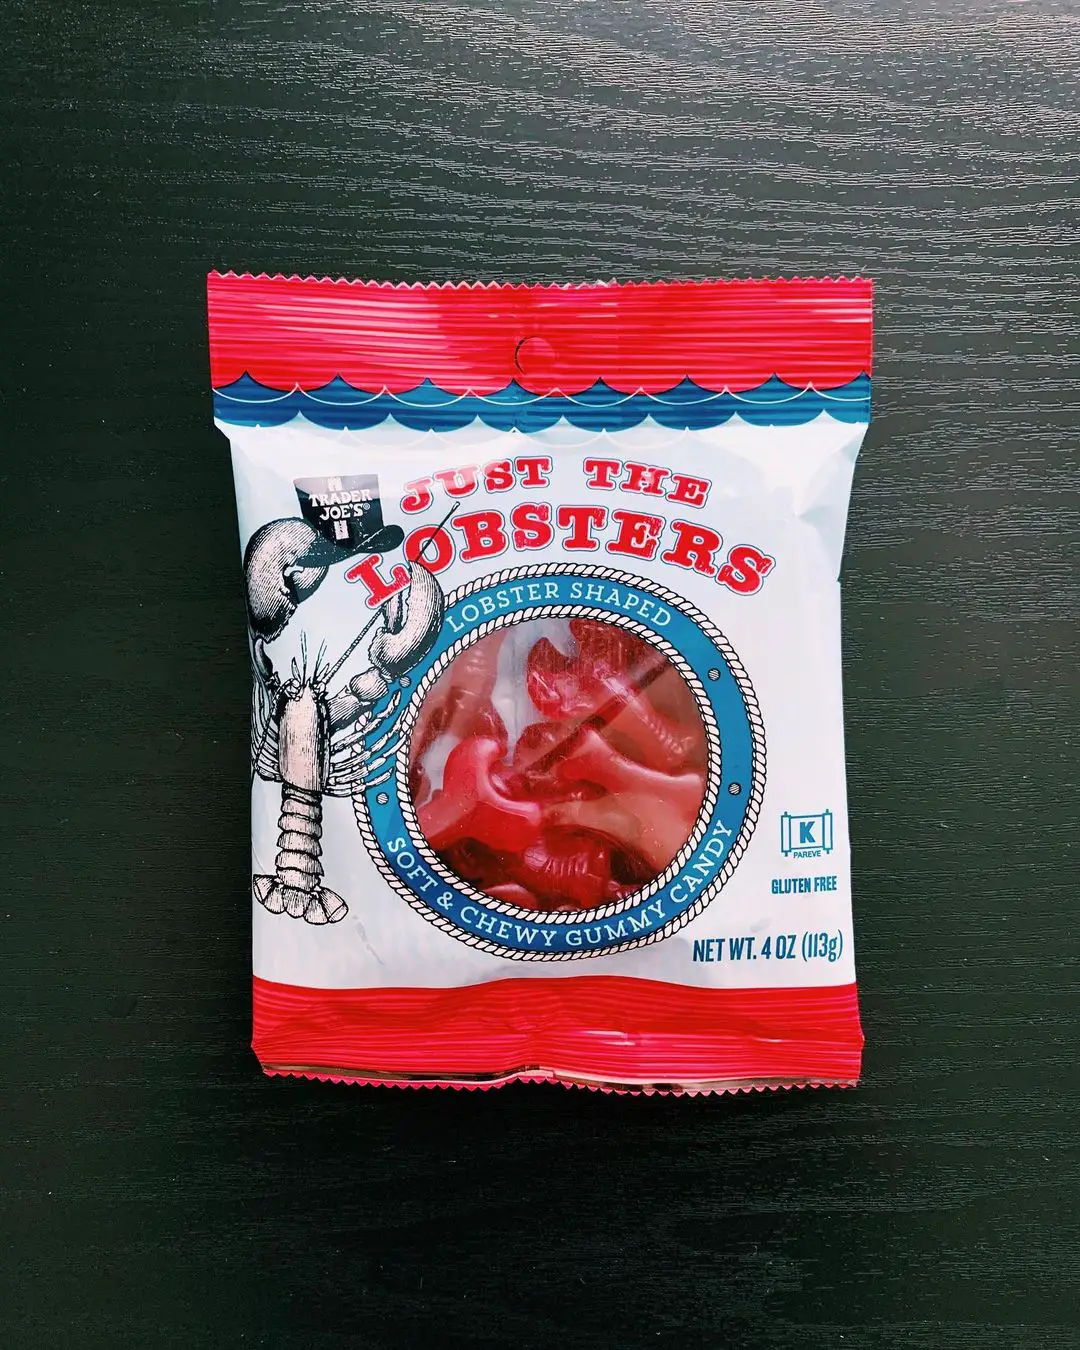 TRADER
JOE'S®
JUST THE
LOBSTERS
LOBSTER SHAPED
SOFT & CHEWY GUMMY CANDY
K
PAREVE
GLUTEN FREE
NET WT. 4 OZ (113g)